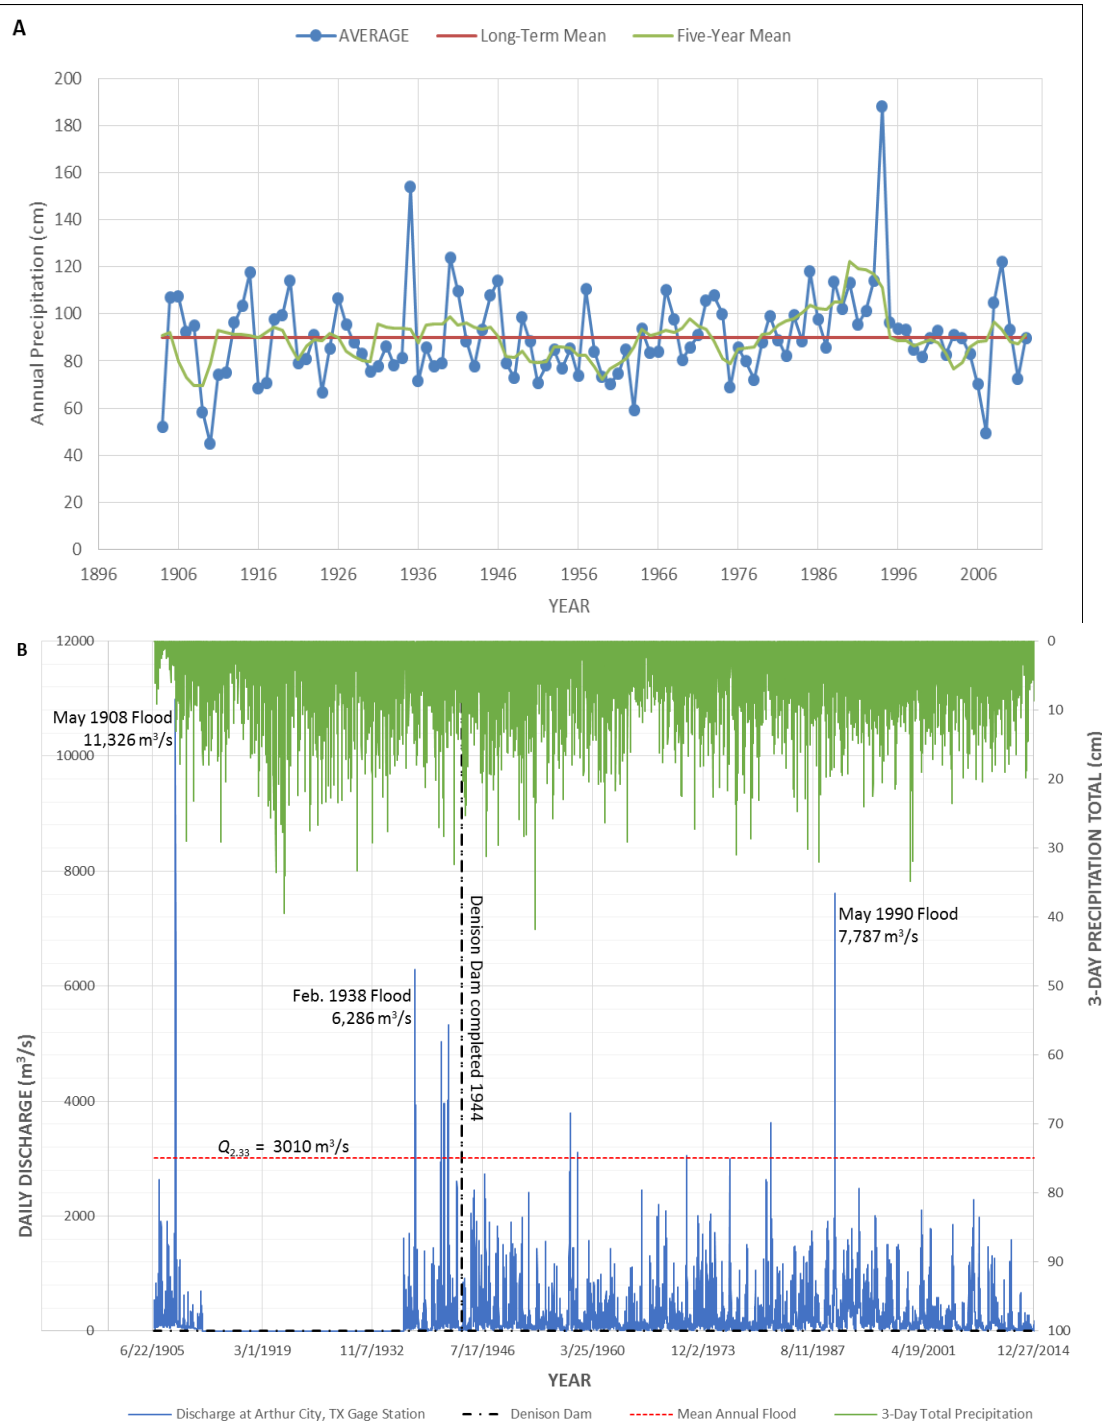 A
AVERAGE Long-Term Mean Five-Year Mean
200
180
160
140
120
100
80
60
40
20
0
Annual Precipitation (cm)
1896 1906 1916 1926 1936 1946 1956 1966 1976 1986 1996 2006
YEAR
B
12000
10000
8000
6000
4000
2000
0
DAILY DISCHARGE (m³/s)
0
10
20
30
40
50
60
70
80
90
100
3-DAY PRECIPITATION TOTAL (cm)
May 1908 Flood
11,326 m³/s
Feb. 1938 Flood
6,286 m³/s
Denison Dam completed 1944
May 1990 Flood
7,787 m³/s
Q2.33 = 3010 m³/s
6/22/1905 3/1/1919 11/7/1932 7/17/1946 3/25/1960 12/2/1973 8/11/1987 4/19/2001 12/27/2014
YEAR
Discharge at Arthur City, TX Gage Station Denison Dam Mean Annual Flood 3-Day Total Precipitation